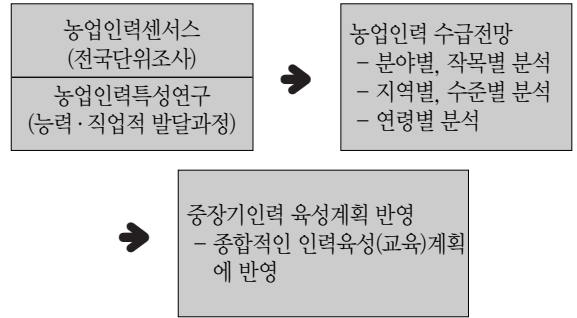 농업인력센서스
(전국단위조사)
농업인력특성연구
(능력·직업적 발달과정)
농업인력 수급전망
- 분야별, 작목별 분석
- 지역별, 수준별 분석
- 연령별 분석
중장기인력 육성계획 반영
- 종합적인 인력육성(교육)계획
에 반영